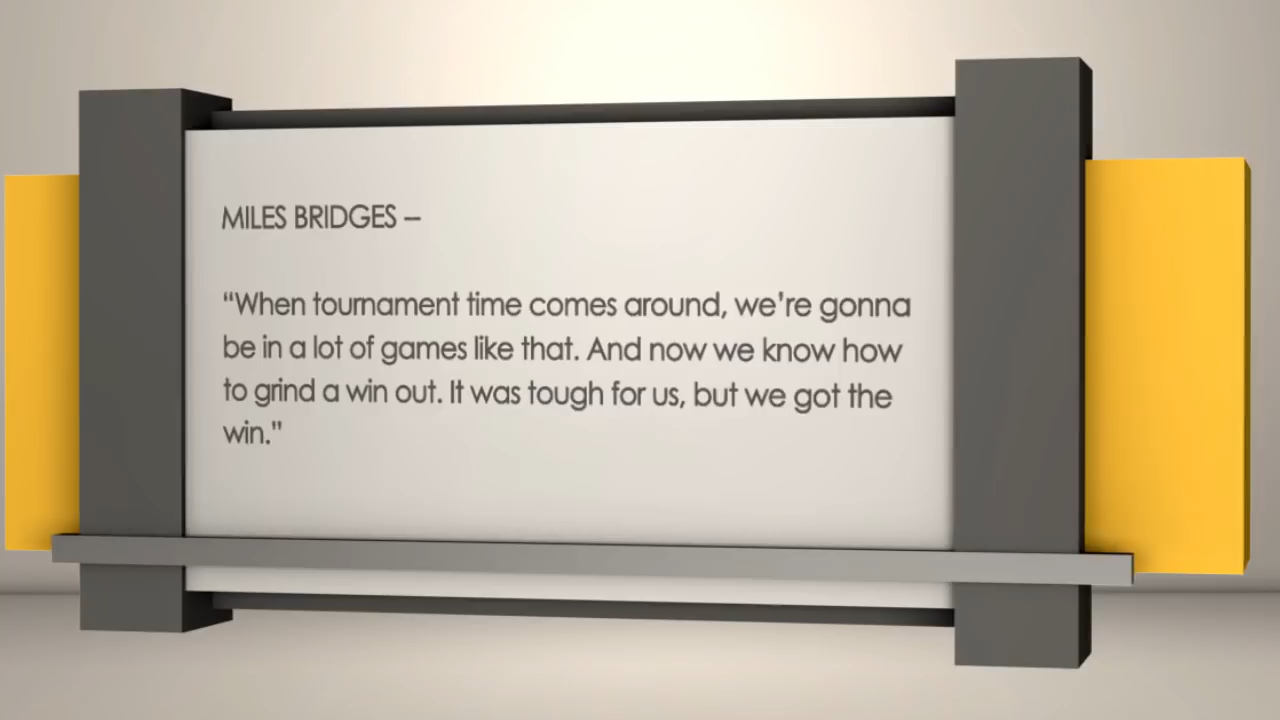 MILES BRIDGES –
“When tournament time comes around, we’re gonna
be in a lot of games like that. And now we know how
to grind a win out. It was tough for us, but we got the
win.”